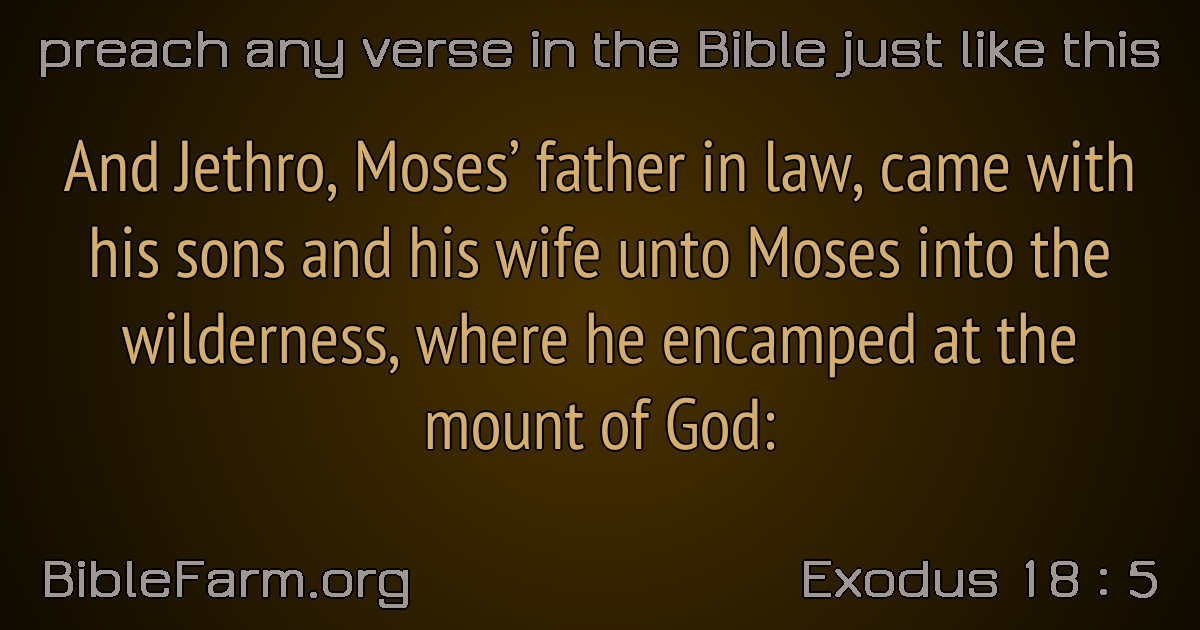 preach any verse in the Bible just like this
And Jethro, Moses’ father in law, came with
his sons and his wife unto Moses into the
wilderness, where he encamped at the
mount of God:
BibleFarm.org
Exodus 18 : 5